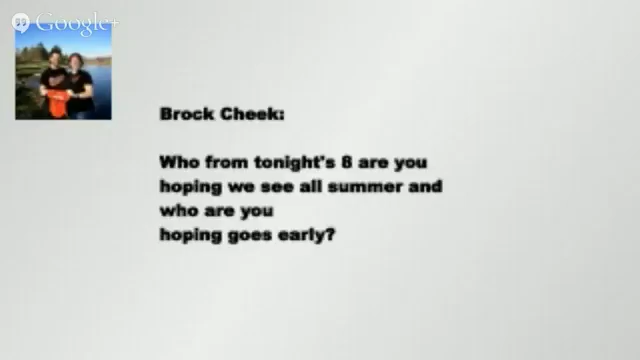 Google+
Brock Cheek:
Who from tonight's 8 are you
hoping we see all summer and
who are you
hoping goes early?